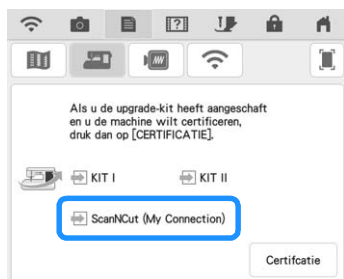 Als u de upgrade-kit heeft aangeschaft
en u de machine wilt certificeren,
druk dan op [CERTIFICATIE].
KIT I
KIT II
ScanNCut (My Connection)
Certifcatie